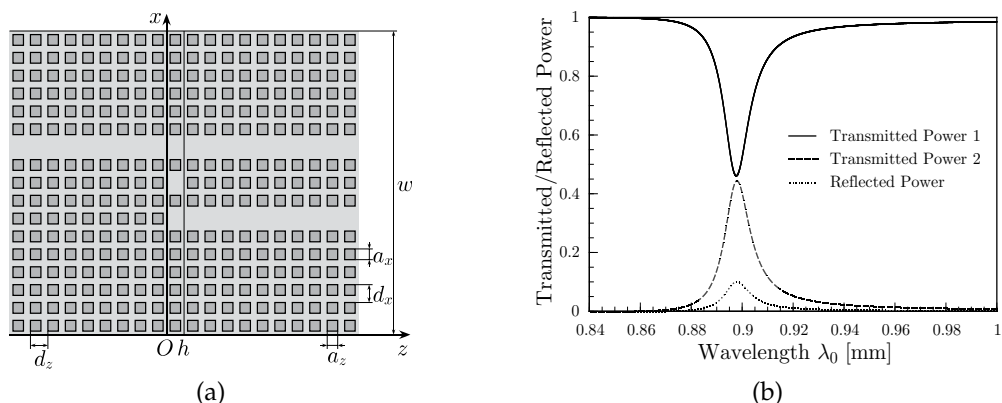 x
w
a_x
d_x
O h
z
d_z
a_z
(a)
Transmitted/Reflected Power
1
0.8
0.6
0.4
0.2
0
Transmitted Power 1
Transmitted Power 2
Reflected Power
0.84 0.86 0.88 0.9 0.92 0.94 0.96 0.98 1
Wavelength λ₀ [mm]
(b)